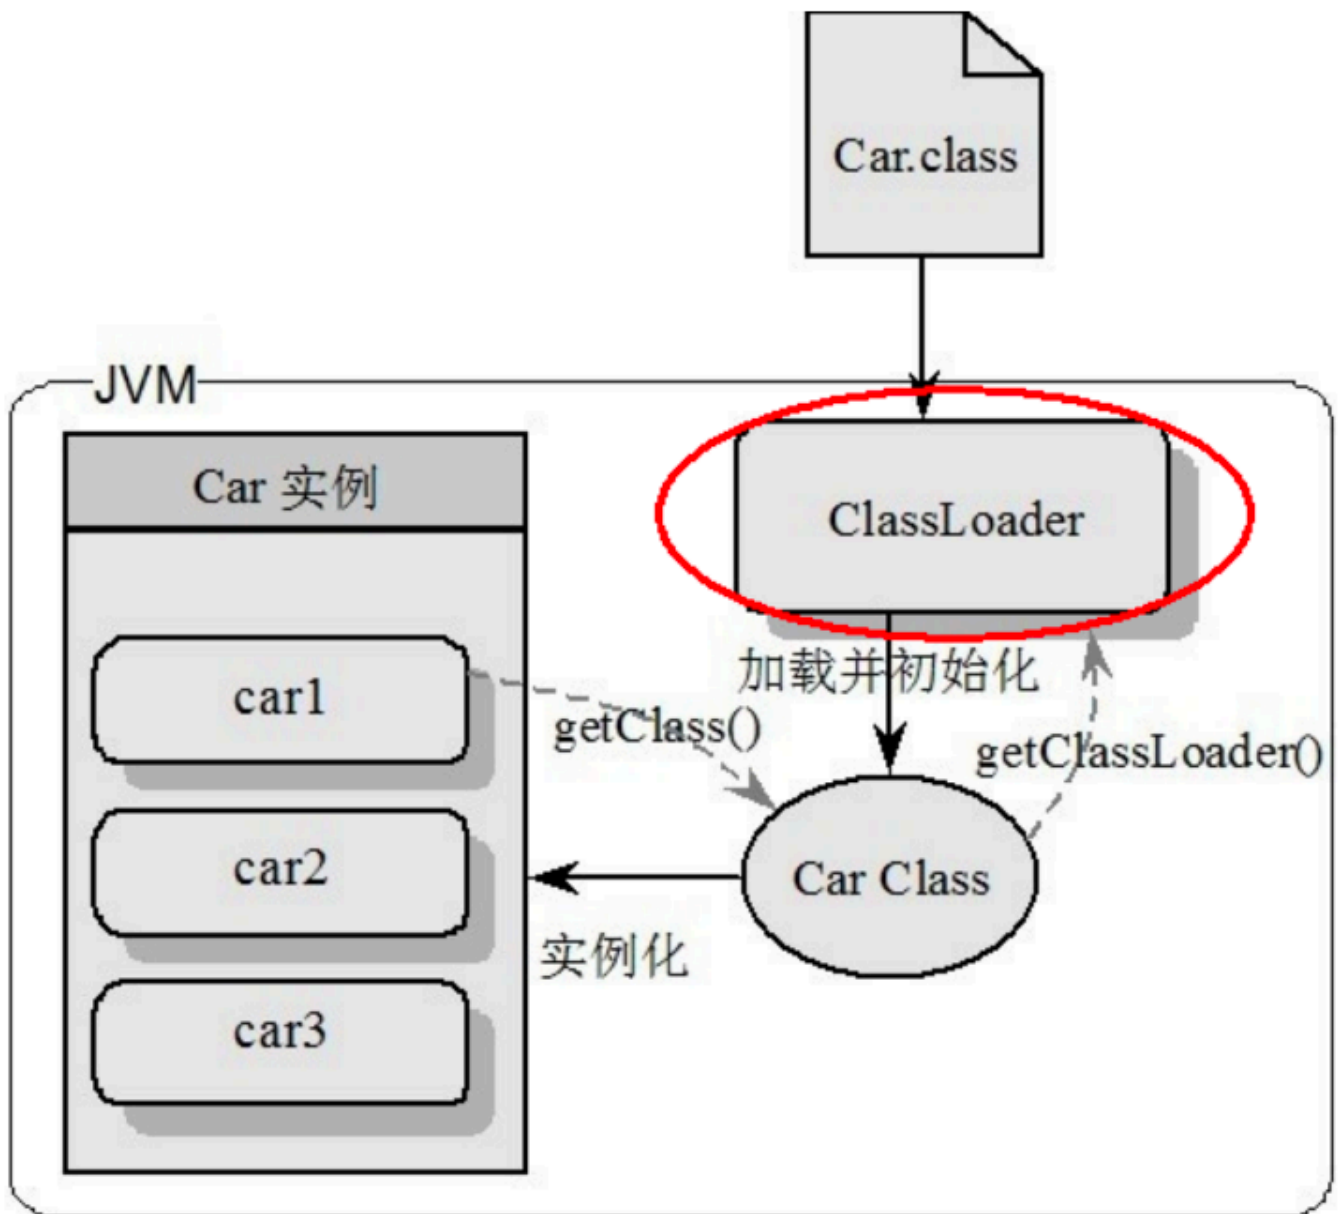 Car.class
JVM
Car 实例
ClassLoader
加载并初始化
car1
getClass()
getClassLoader()
car2
Car Class
实例化
car3